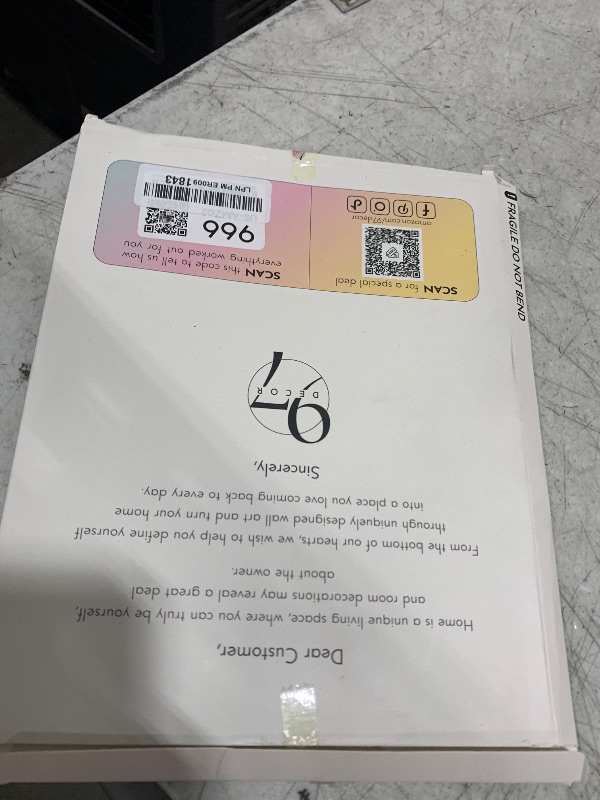 Dear Customer,
Home is a unique living space, where you can truly be yourself,
and room decorations may reveal a great deal
about the owner.
From the bottom of our hearts, we wish to help you define yourself
through uniquely designed wall art and turn your home
into a place you love coming back to every day.
Sincerely,
97
DECOR
SCAN for a special deal
amazon.com/97decor
SCAN this code to tell us how
everything worked out for you
966
LPN PM ER009 1843
FRAGILE DO NOT BEND